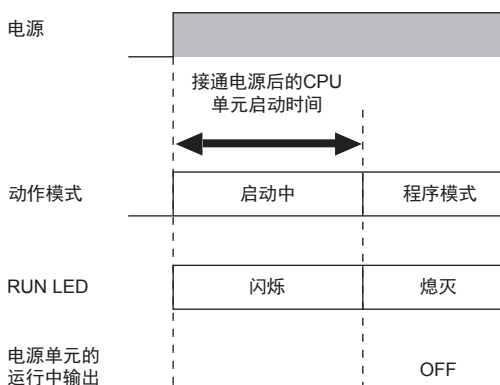 电源
接通电源后的CPU
单元启动时间
动作模式
启动中
程序模式
RUN LED
闪烁
熄灭
电源单元的
运行中输出
OFF